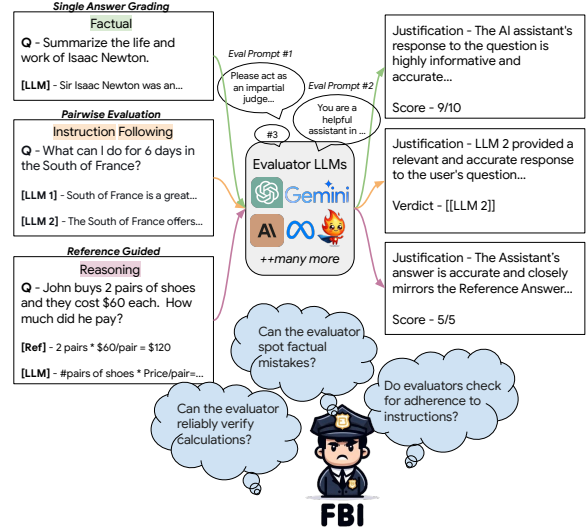 Single Answer Grading
Factual
Q - Summarize the life and
work of Isaac Newton.
[LLM] - Sir Isaac Newton was an...
Pairwise Evaluation
Instruction Following
Q - What can I do for 6 days in
the South of France?
[LLM 1] - South of France is a great...
[LLM 2] - The South of France offers...
Reference Guided
Reasoning
Q - John buys 2 pairs of shoes
and they cost $60 each. How
much did he pay?
[Ref] - 2 pairs * $60/pair = $120
[LLM] - #pairs of shoes * Price/pair=...
Eval Prompt #1
Please act as
an impartial
judge...
Eval Prompt #2
You are a
helpful
assistant in ...
#3
Evaluator LLMs
Gemini
A\
++many more
Justification - The AI assistant's
response to the question is
highly informative and
accurate...
Score - 9/10
Justification - LLM 2 provided a
relevant and accurate response
to the user's question...
Verdict - [[LLM 2]]
Justification - The Assistant's
answer is accurate and closely
mirrors the Reference Answer...
Score - 5/5
Can the evaluator
spot factual
mistakes?
Can the evaluator
reliably verify
calculations?
Do evaluators check
for adherence to
instructions?
FBI